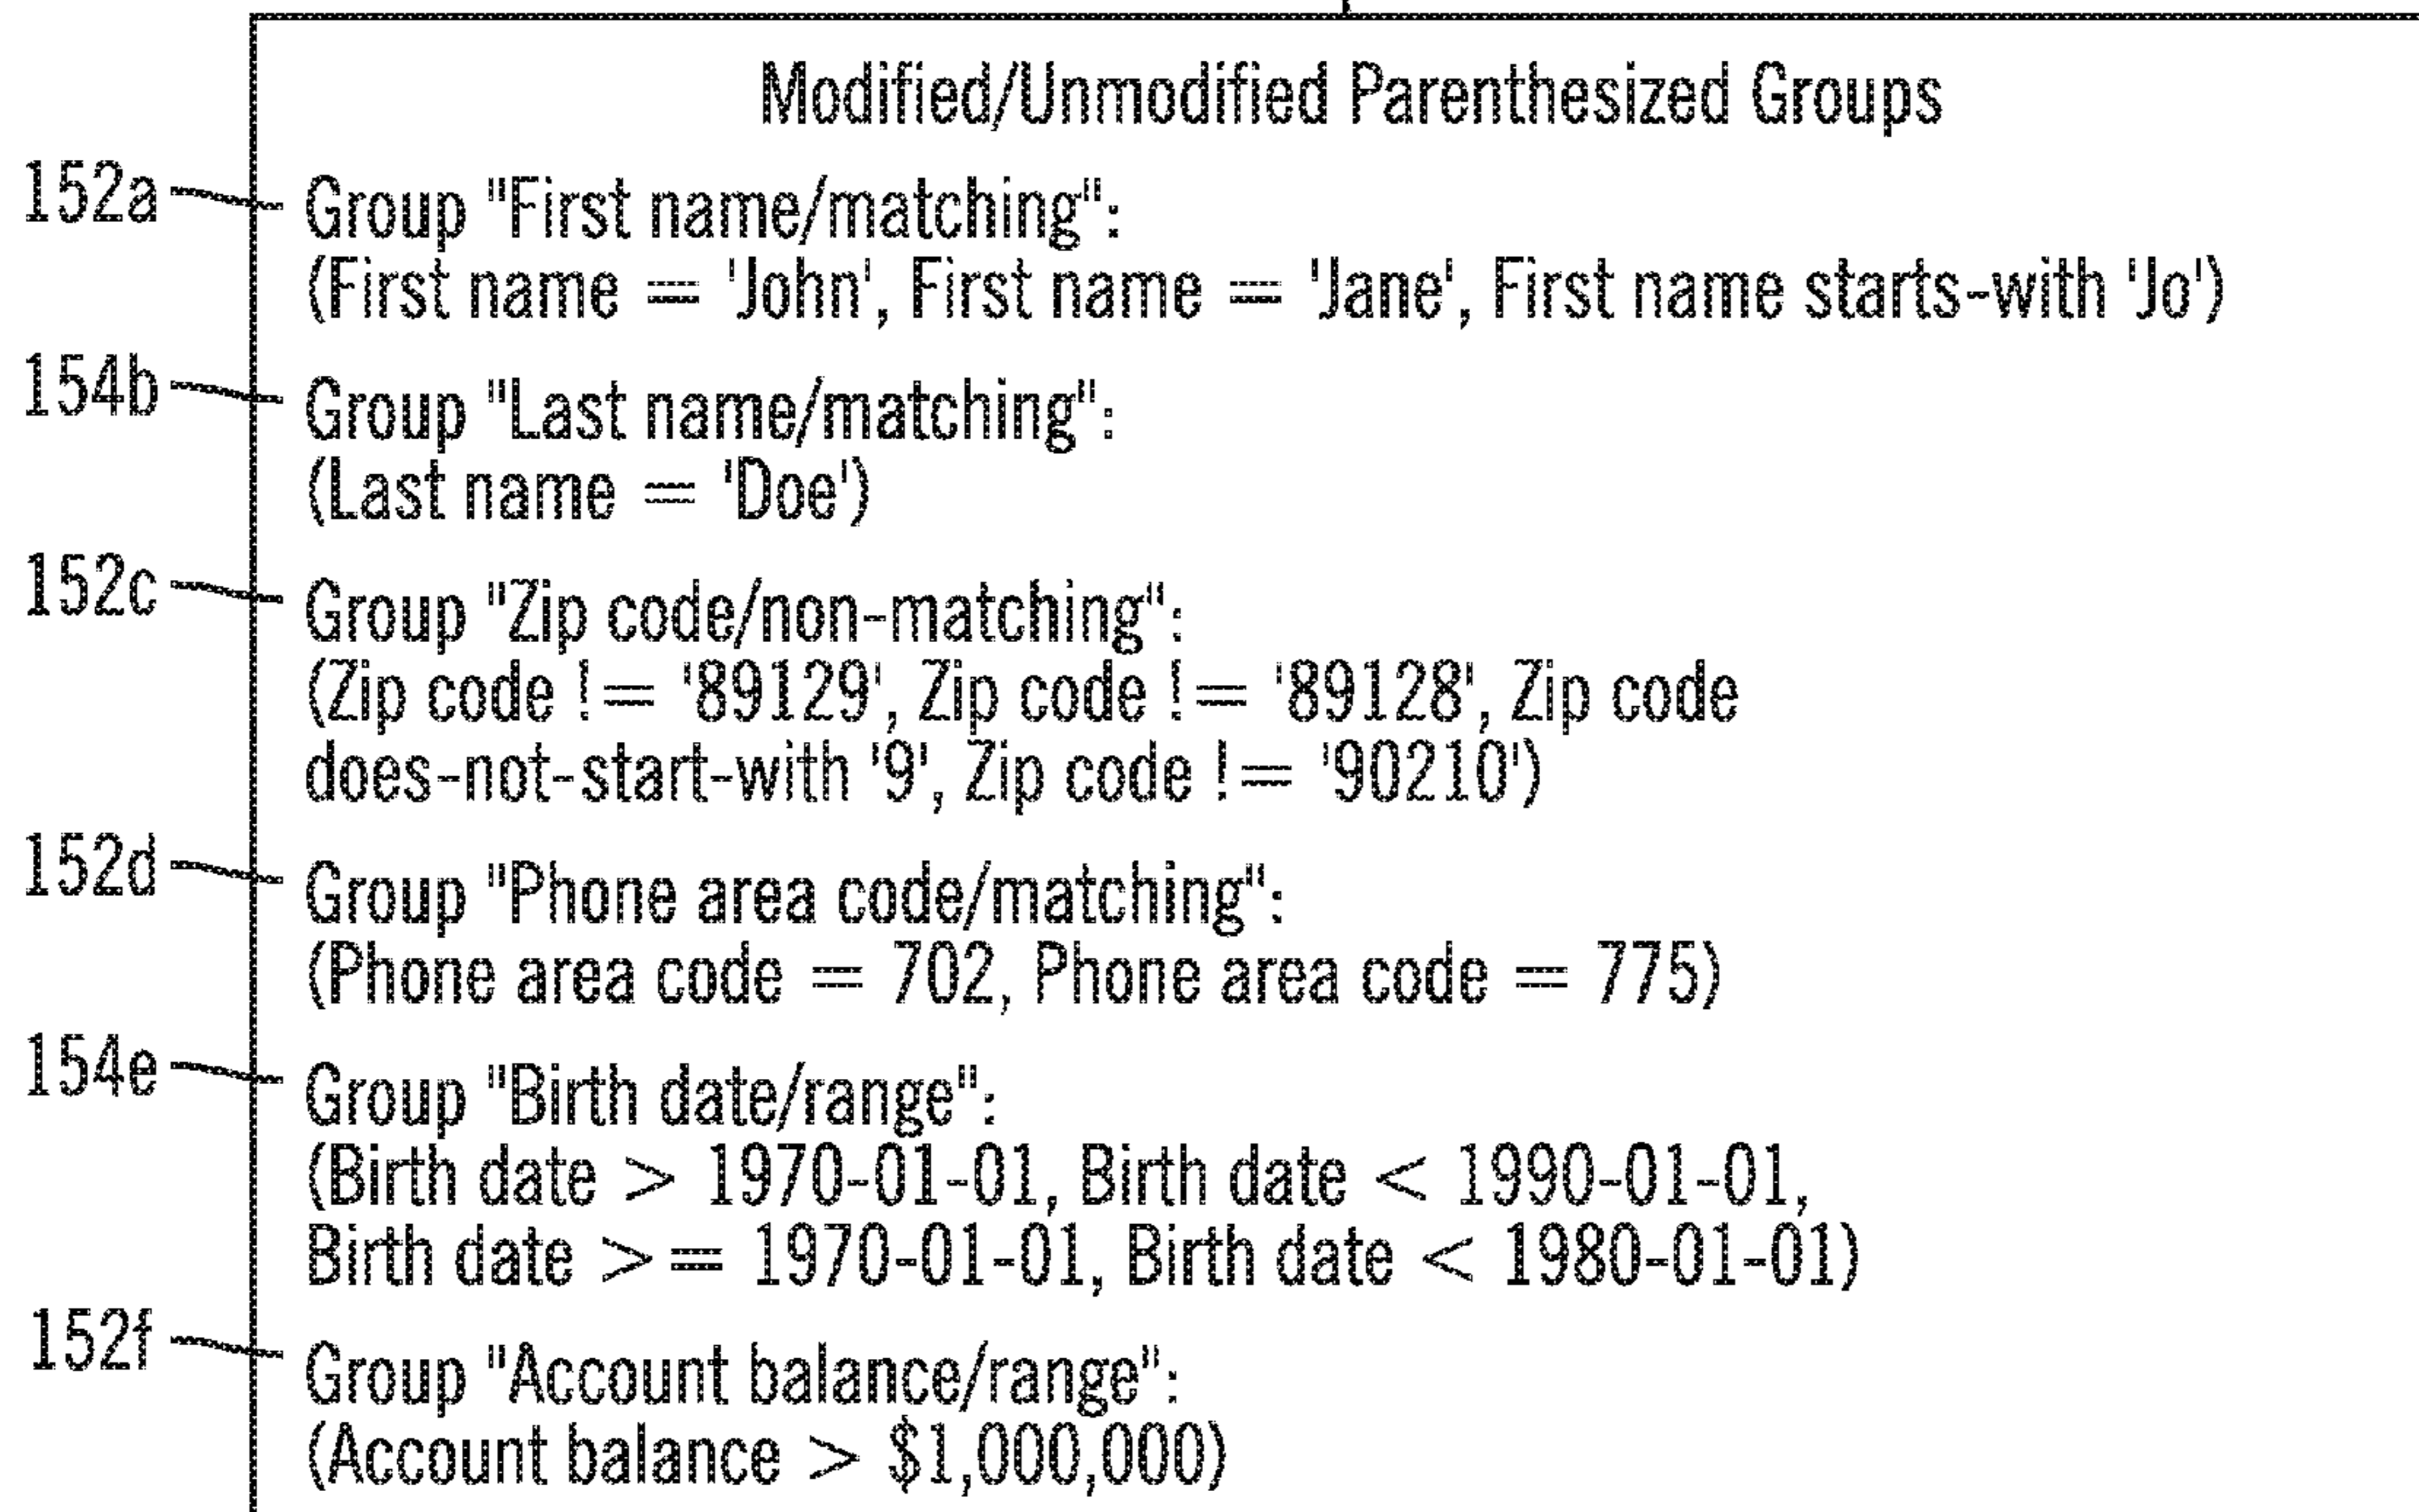 Modified/Unmodified Parenthesized Groups
152a
Group "First name/matching":
(First name == 'John', First name == 'Jane', First name starts-with 'Jo')
154b
Group "Last name/matching":
(Last name == 'Doe')
152c
Group "Zip code/non-matching":
(Zip code != '89129', Zip code != '89128', Zip code
does-not-start-with '9', Zip code != '90210')
152d
Group "Phone area code/matching":
(Phone area code = 702, Phone area code = 775)
154e
Group "Birth date/range":
(Birth date > 1970-01-01, Birth date < 1990-01-01,
Birth date >= 1970-01-01, Birth date < 1980-01-01)
152f
Group "Account balance/range":
(Account balance > $1,000,000)